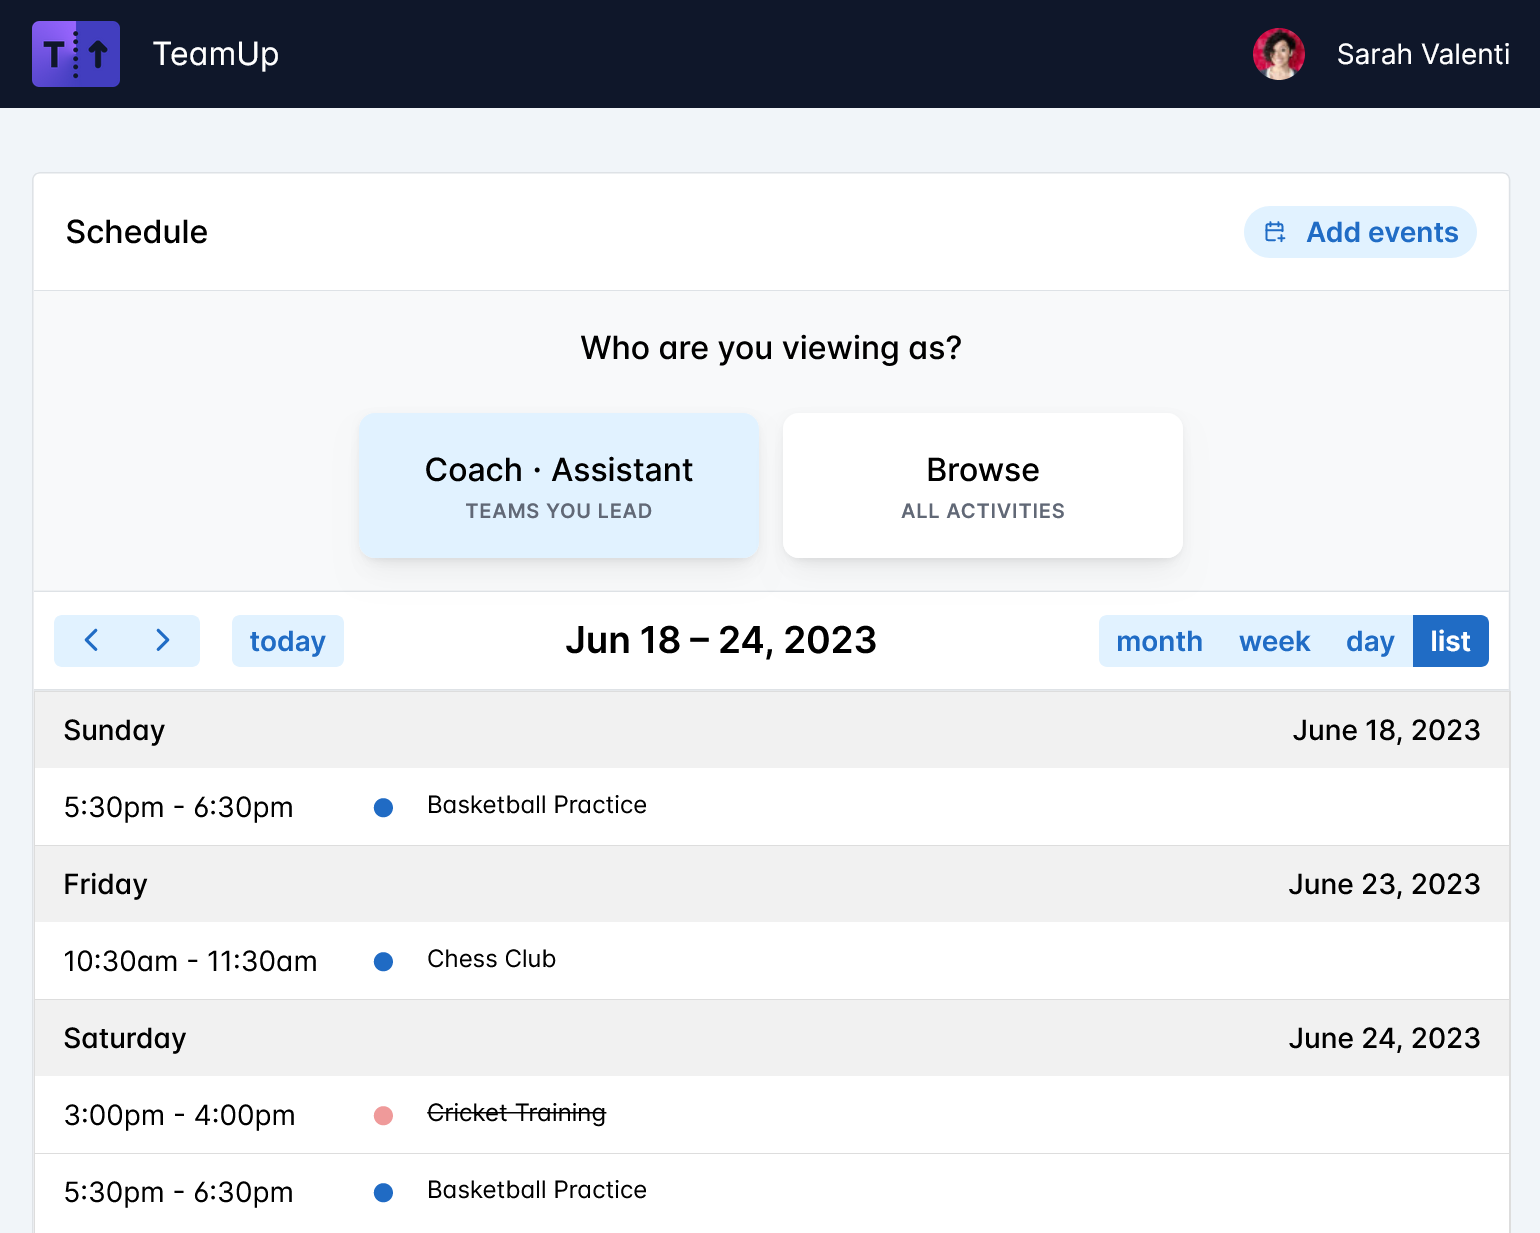 T ↑ TeamUp Sarah Valenti
Schedule Add events
Who are you viewing as?
Coach · Assistant Browse
TEAMS YOU LEAD ALL ACTIVITIES
today Jun 18 – 24, 2023 month week day list
Sunday June 18, 2023
5:30pm - 6:30pm Basketball Practice
Friday June 23, 2023
10:30am - 11:30am Chess Club
Saturday June 24, 2023
3:00pm - 4:00pm Cricket Training
5:30pm - 6:30pm Basketball Practice